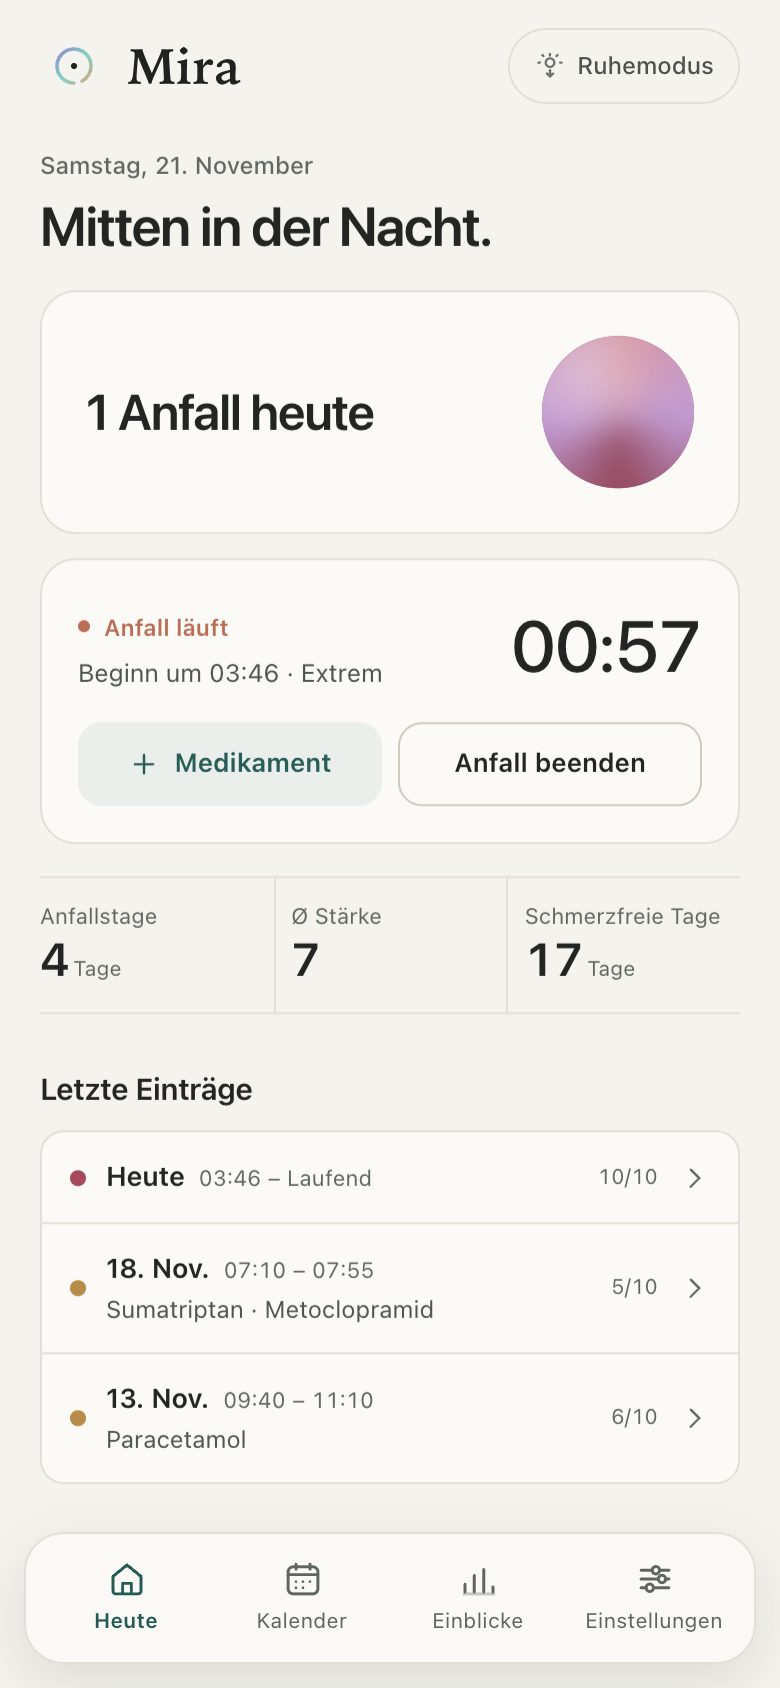 Mira
Ruhemodus
Samstag, 21. November
Mitten in der Nacht.
1 Anfall heute
Anfall läuft
00:57
Beginn um 03:46 · Extrem
Medikament
Anfall beenden
Anfallstage
4 Tage
Ø Stärke
7
Schmerzfreie Tage
17 Tage
Letzte Einträge
Heute 03:46 – Laufend 10/10
18. Nov. 07:10 – 07:55
Sumatriptan · Metoclopramid
5/10
13. Nov. 09:40 – 11:10
Paracetamol
6/10
Heute
Kalender
Einblicke
Einstellungen